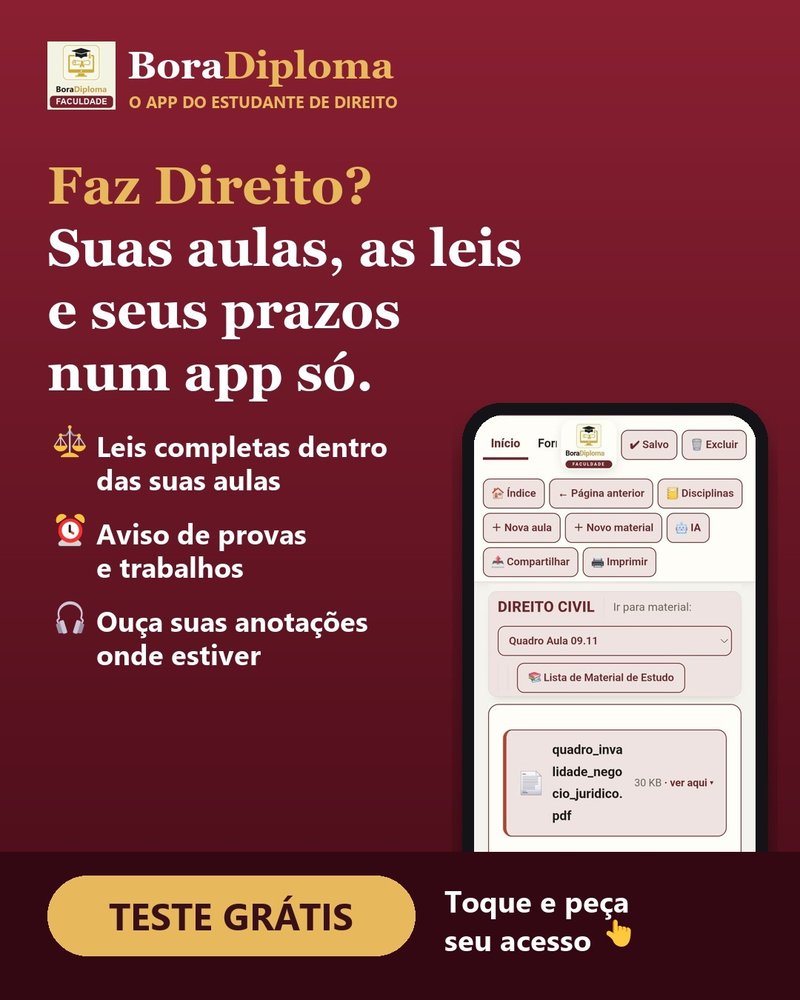 BoraDiploma
FACULDADE
BoraDiploma
O APP DO ESTUDANTE DE DIREITO
Faz Direito?
Suas aulas, as leis
e seus prazos
num app só.
Leis completas dentro
das suas aulas
Aviso de provas
e trabalhos
Ouça suas anotações
onde estiver
Início
For
BoraDiploma
FACULDADE
✔ Salvo
Excluir
Índice
← Página anterior
Disciplinas
+ Nova aula
+ Novo material
IA
Compartilhar
Imprimir
DIREITO CIVIL
Ir para material:
Quadro Aula 09.11
Lista de Material de Estudo
quadro_inva
lidade_nego
cio_juridico.
pdf
30 KB · ver aqui ▾
TESTE GRÁTIS
Toque e peça
seu acesso